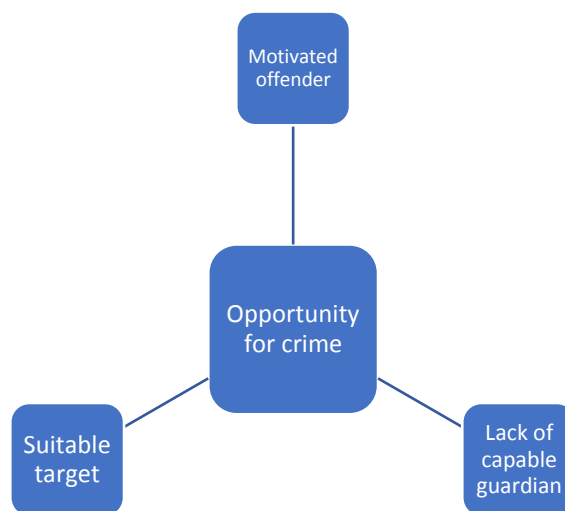 Motivated
offender
Opportunity
for crime
Suitable
target
Lack of
capable
guardian